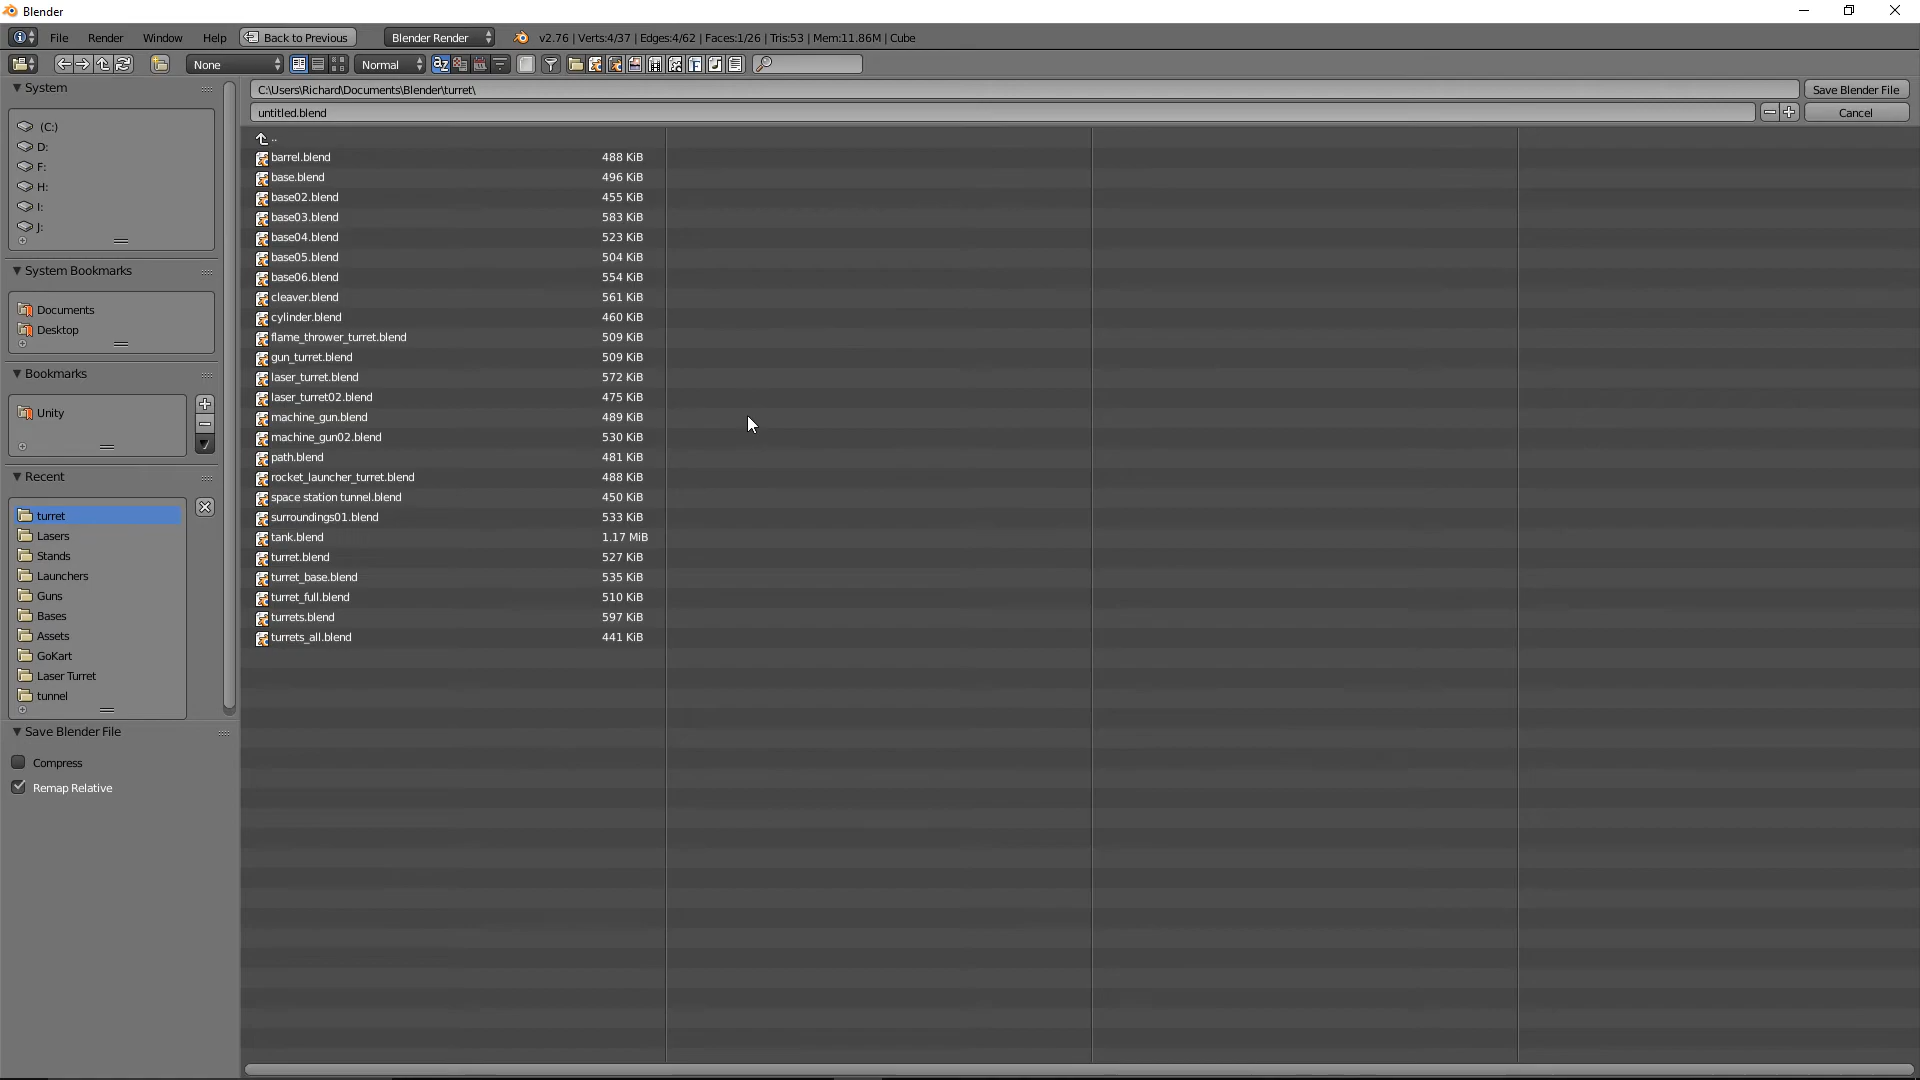 Blender
File Render Window Help Back to Previous Blender Render v2.76 | Verts:4/37 | Edges:4/62 | Faces:1/26 | Tris:53 | Mem:11.86M | Cube
None Normal
System
C:\Users\Richard\Documents\Blender\turret\ Save Blender File
untitled.blend Cancel
(C:)
D:
F:
H:
I:
J:
System Bookmarks
Documents
Desktop
Bookmarks
Unity
Recent
turret
Lasers
Stands
Launchers
Guns
Bases
Assets
GoKart
Laser Turret
tunnel
Save Blender File
Compress
Remap Relative
..
barrel.blend 488 KiB
base.blend 496 KiB
base02.blend 455 KiB
base03.blend 583 KiB
base04.blend 523 KiB
base05.blend 504 KiB
base06.blend 554 KiB
cleaver.blend 561 KiB
cylinder.blend 460 KiB
flame_thrower_turret.blend 509 KiB
gun_turret.blend 509 KiB
laser_turret.blend 572 KiB
laser_turret02.blend 475 KiB
machine_gun.blend 489 KiB
machine_gun02.blend 530 KiB
path.blend 481 KiB
rocket_launcher_turret.blend 488 KiB
space station tunnel.blend 450 KiB
surroundings01.blend 533 KiB
tank.blend 1.17 MiB
turret.blend 527 KiB
turret_base.blend 535 KiB
turret_full.blend 510 KiB
turrets.blend 597 KiB
turrets_all.blend 441 KiB